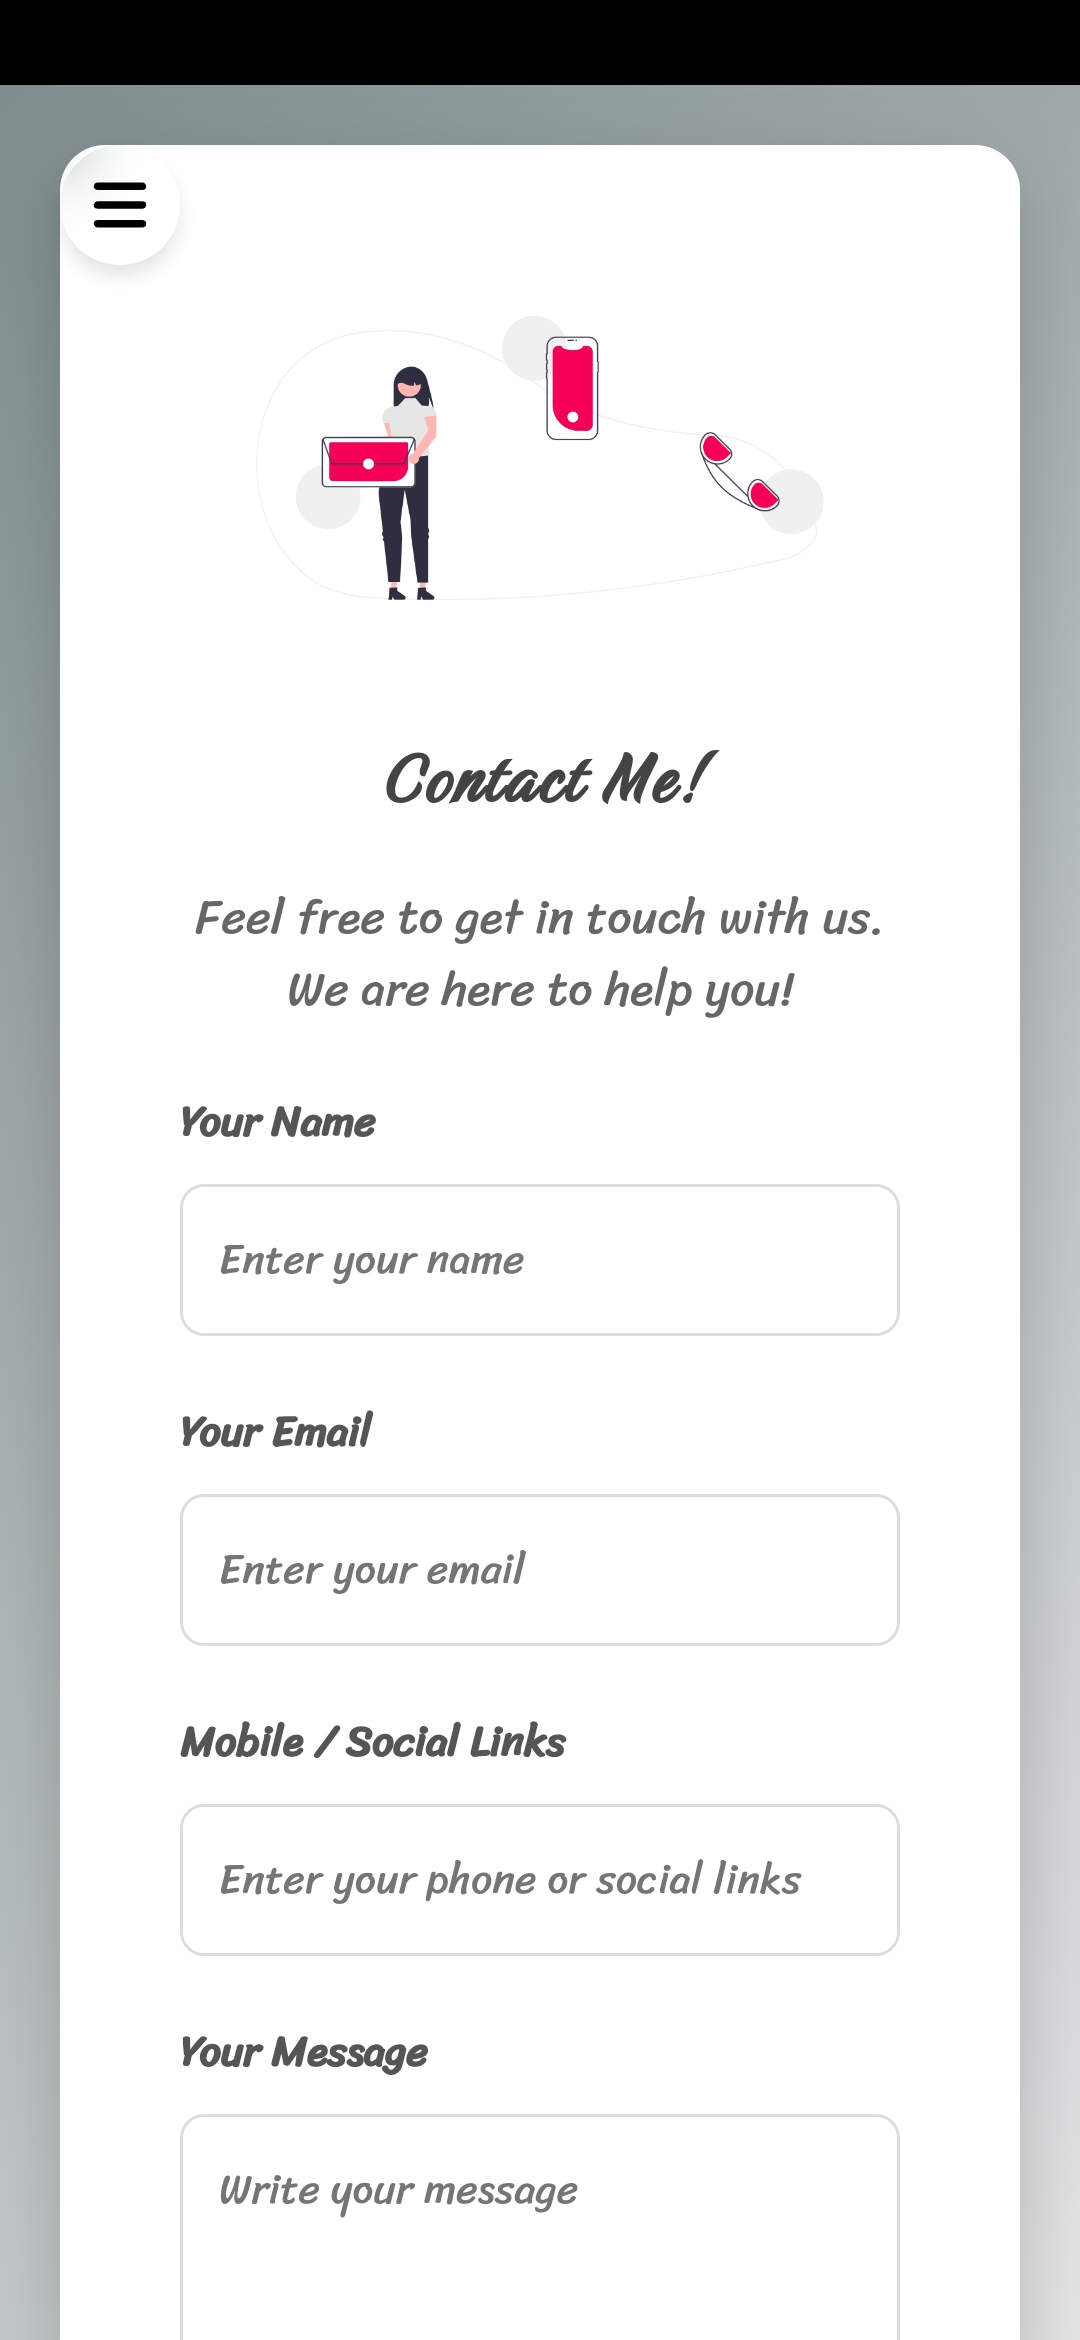 Contact Me!
Feel free to get in touch with us.
We are here to help you!
Your Name
Enter your name
Your Email
Enter your email
Mobile / Social Links
Enter your phone or social links
Your Message
Write your message